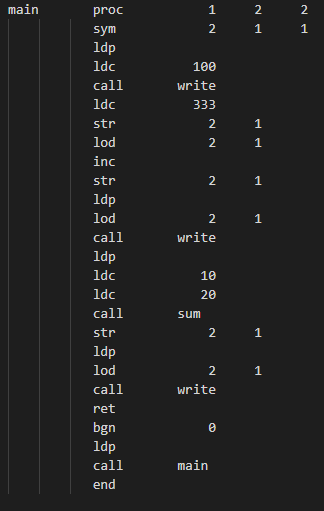 main proc 1 2 2
sym 2 1 1
ldp
ldc 100
call write
ldc 333
str 2 1
lod 2 1
inc
str 2 1
ldp
lod 2 1
call write
ldp
ldc 10
ldc 20
call sum
str 2 1
ldp
lod 2 1
call write
ret
bgn 0
ldp
call main
end